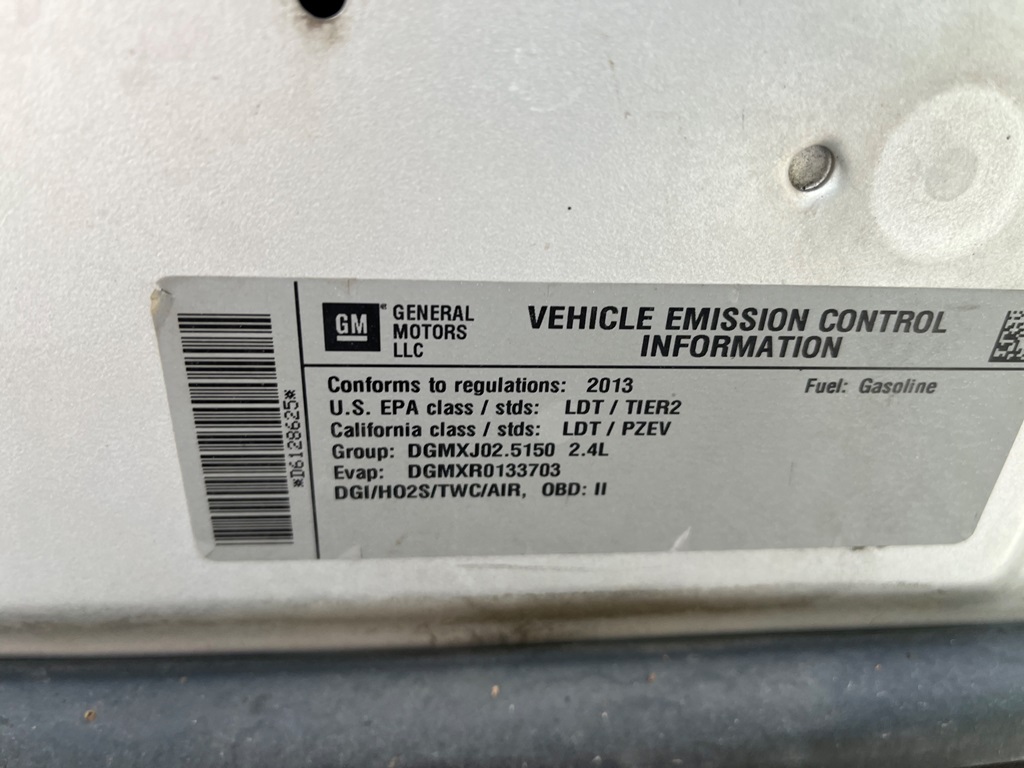 GM
GENERAL
MOTORS
LLC
VEHICLE EMISSION CONTROL
INFORMATION
Conforms to regulations: 2013
Fuel: Gasoline
U.S. EPA class / stds: LDT / TIER2
California class / stds: LDT / PZEV
Group: DGMXJ02.5150 2.4L
Evap: DGMXR0133703
DGI/HO2S/TWC/AIR, OBD: II
*D6128625*